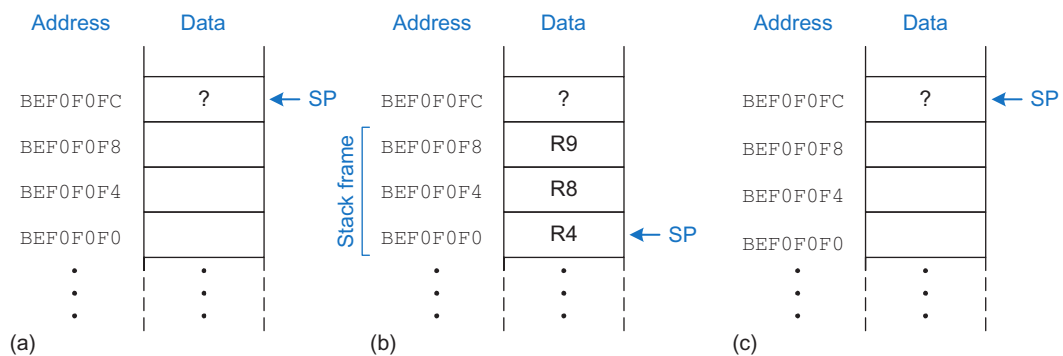 Address Data
BEF0F0FC ? SP
BEF0F0F8
BEF0F0F4
BEF0F0F0
(a)
Address Data
BEF0F0FC ?
Stack frame
BEF0F0F8 R9
BEF0F0F4 R8
BEF0F0F0 R4 SP
(b)
Address Data
BEF0F0FC ? SP
BEF0F0F8
BEF0F0F4
BEF0F0F0
(c)